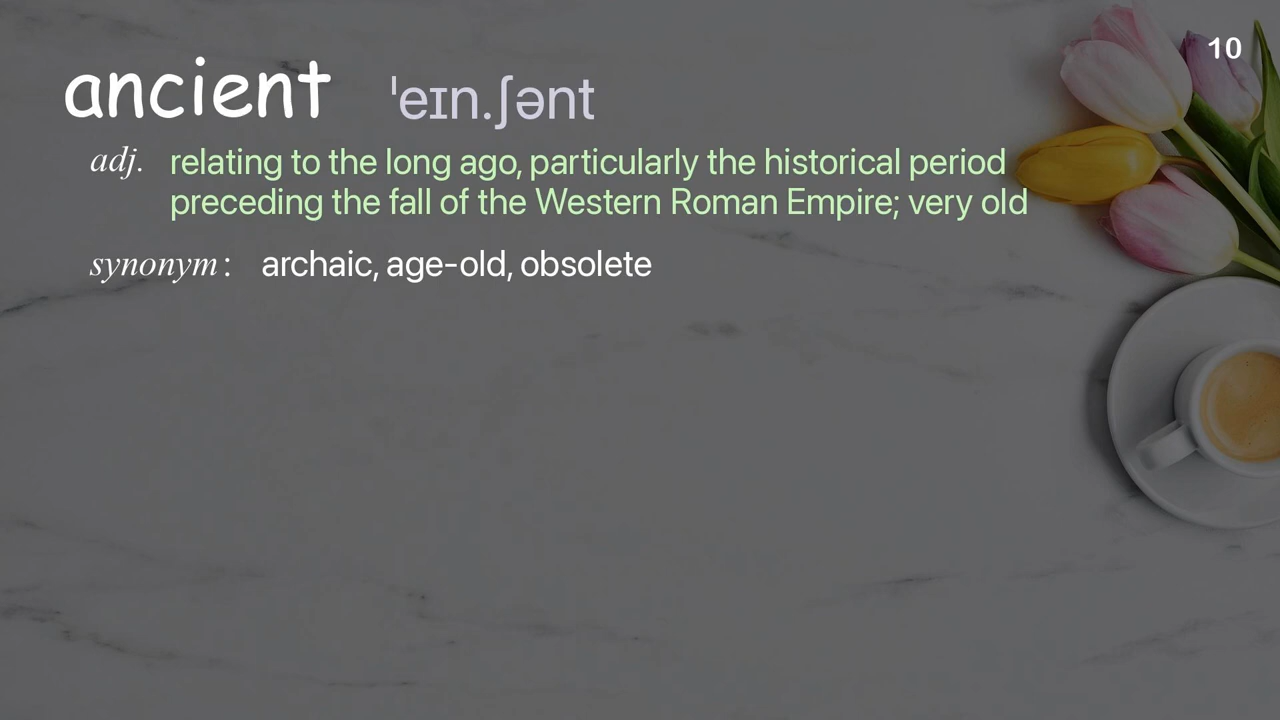 10
ancient ˈeɪn.ʃənt
adj. relating to the long ago, particularly the historical period
preceding the fall of the Western Roman Empire; very old
synonym: archaic, age-old, obsolete